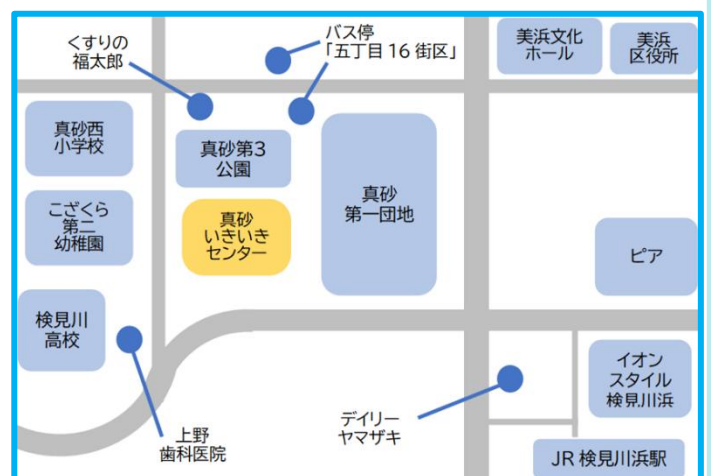 くすりの
福太郎
バス停
「五丁目16街区」
美浜文化
ホール
美浜
区役所
真砂西
小学校
真砂第3
公園
真砂
第一団地
こざくら
第二
幼稚園
真砂
いきいき
センター
ピア
検見川
高校
イオン
スタイル
検見川浜
上野
歯科医院
デイリー
ヤマザキ
JR 検見川浜駅